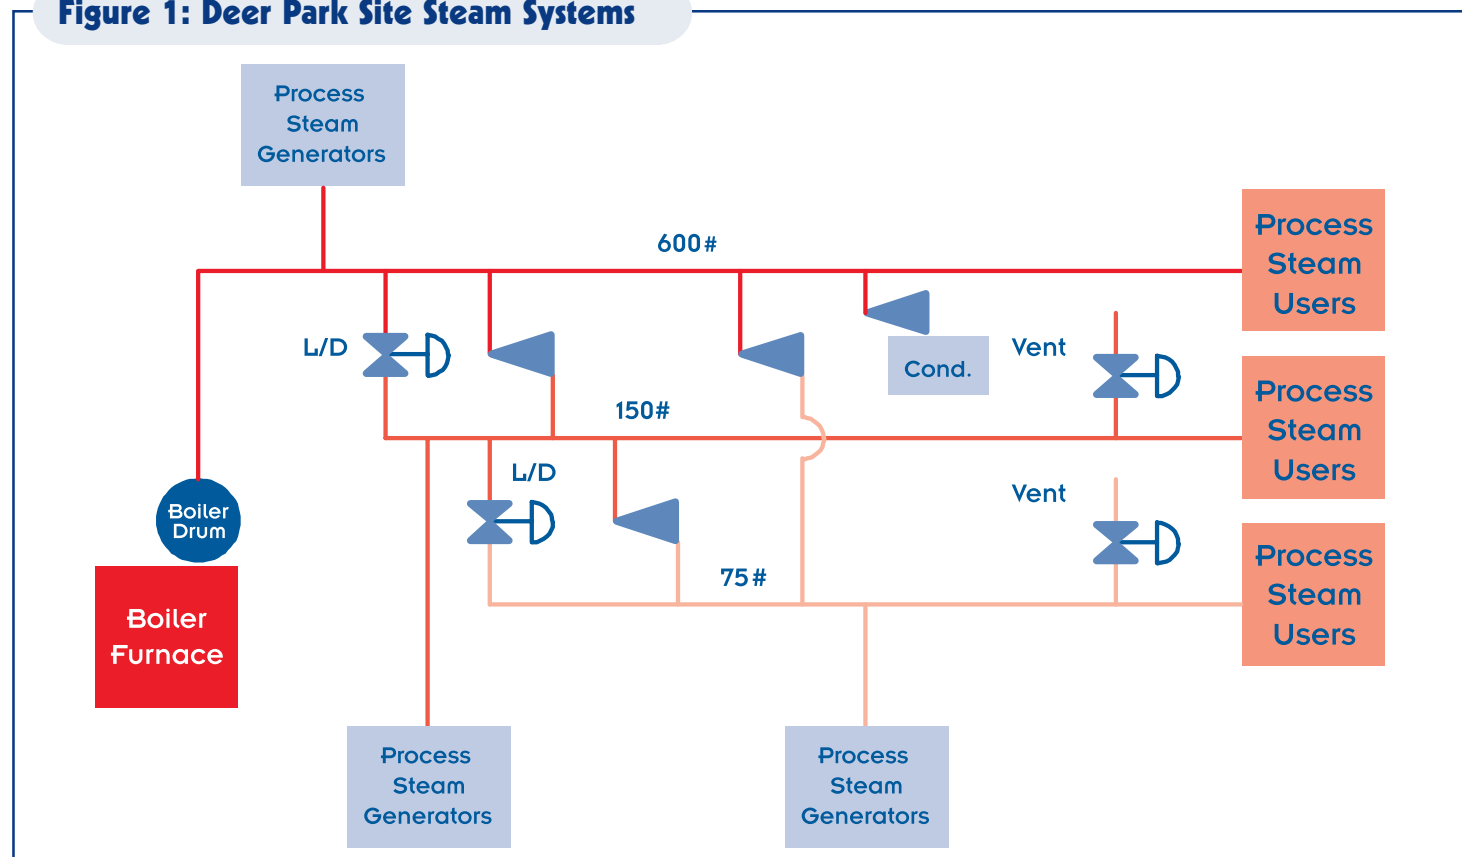 Figure 1: Deer Park Site Steam Systems
Process
Steam
Generators
600#
Process
Steam
Users
L/D
Cond.
Vent
150#
Process
Steam
Users
L/D
Vent
Boiler
Drum
75#
Process
Steam
Users
Boiler
Furnace
Process
Steam
Generators
Process
Steam
Generators